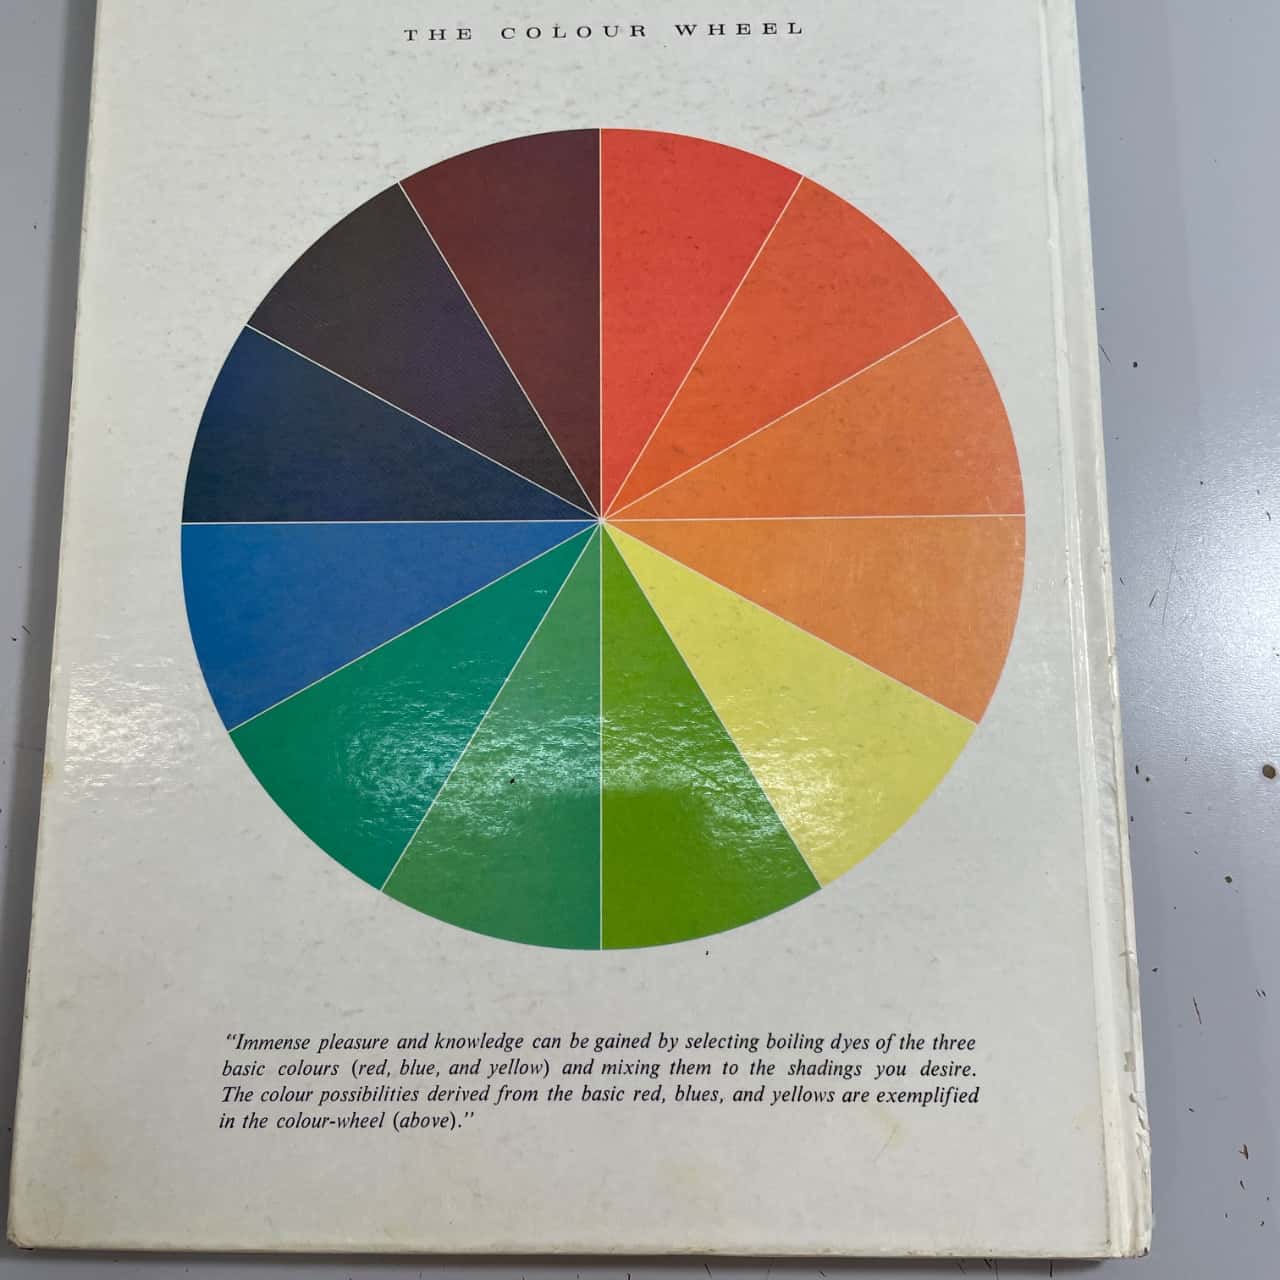 THE COLOUR WHEEL
“Immense pleasure and knowledge can be gained by selecting boiling dyes of the three
basic colours (red, blue, and yellow) and mixing them to the shadings you desire.
The colour possibilities derived from the basic red, blues, and yellows are exemplified
in the colour-wheel (above).”